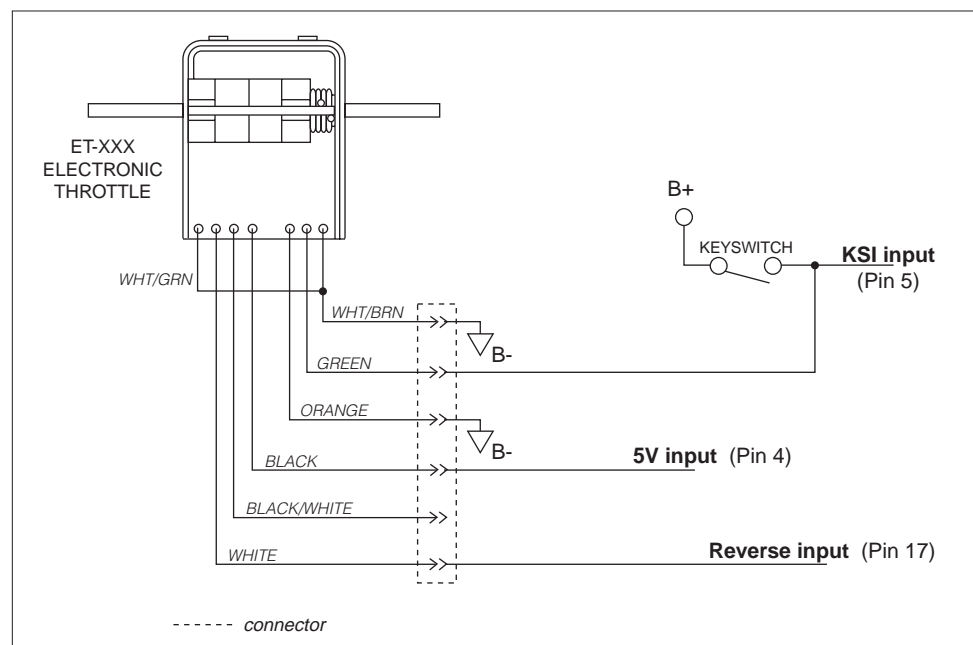 ET-XXX
ELECTRONIC
THROTTLE
B+
KEYSWITCH
KSI input
(Pin 5)
WHT/GRN
WHT/BRN
B-
GREEN
ORANGE
B-
BLACK
5V input (Pin 4)
BLACK/WHITE
WHITE
Reverse input (Pin 17)
connector